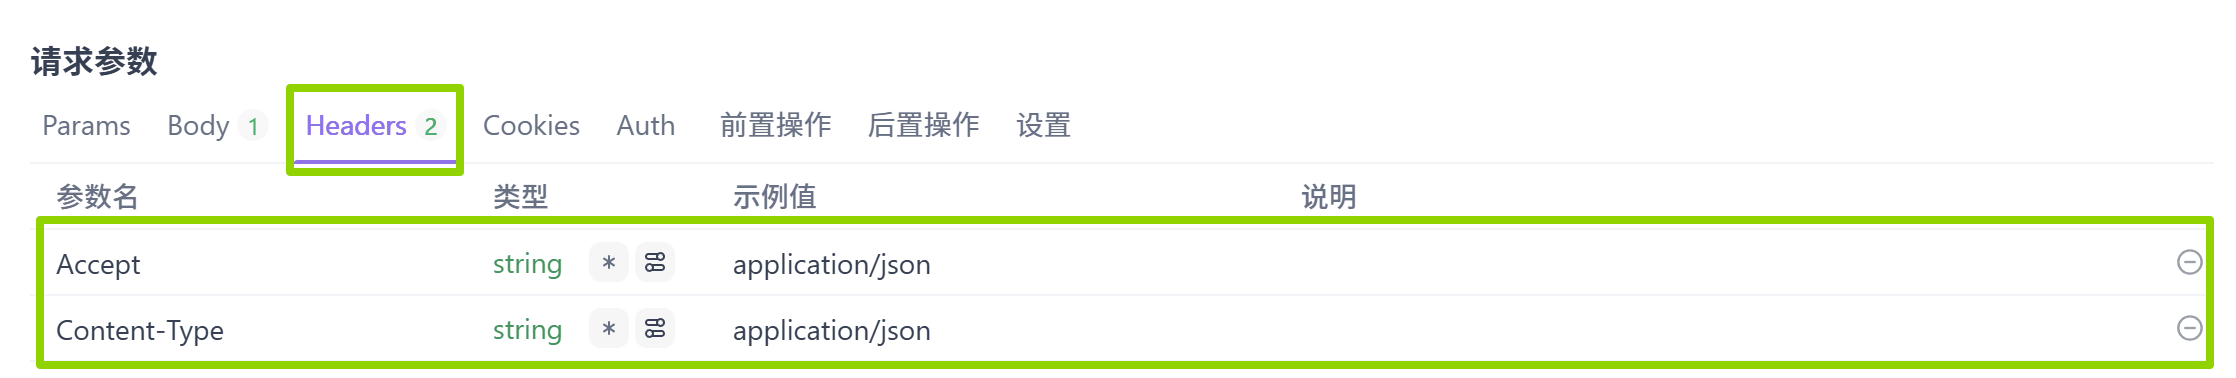 请求参数
Params Body 1 Headers 2 Cookies Auth 前置操作 后置操作 设置
参数名 类型 示例值 说明
Accept string * application/json
Content-Type string * application/json